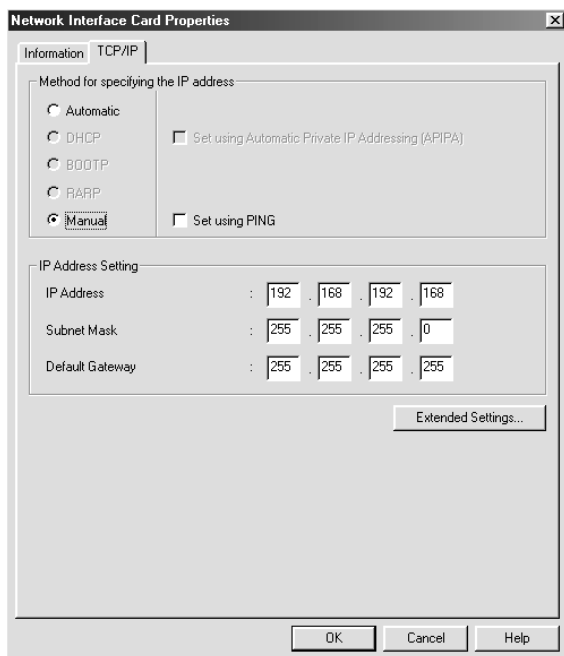 Network Interface Card Properties
Information TCP/IP
Method for specifying the IP address
Automatic
DHCP Set using Automatic Private IP Addressing (APIPA)
BOOTP
RARP
Manual Set using PING
IP Address Setting
IP Address : 192 . 168 . 192 . 168
Subnet Mask : 255 . 255 . 255 . 0
Default Gateway : 255 . 255 . 255 . 255
Extended Settings...
OK Cancel Help